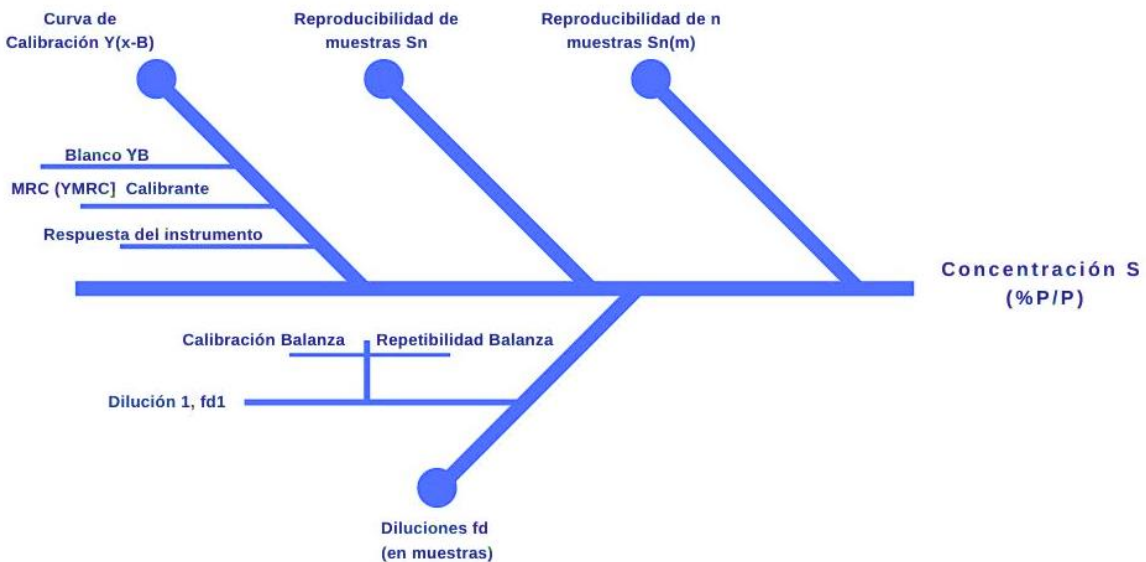 Curva de
Calibración Y(x-B)
Reproducibilidad de
muestras Sn
Reproducibilidad de n
muestras Sn(m)
Blanco YB
MRC (YMRC] Calibrante
Respuesta del instrumento
Concentración S
(%P/P)
Calibración Balanza
Repetibilidad Balanza
Dilución 1, fd1
Diluciones fd
(en muestras)